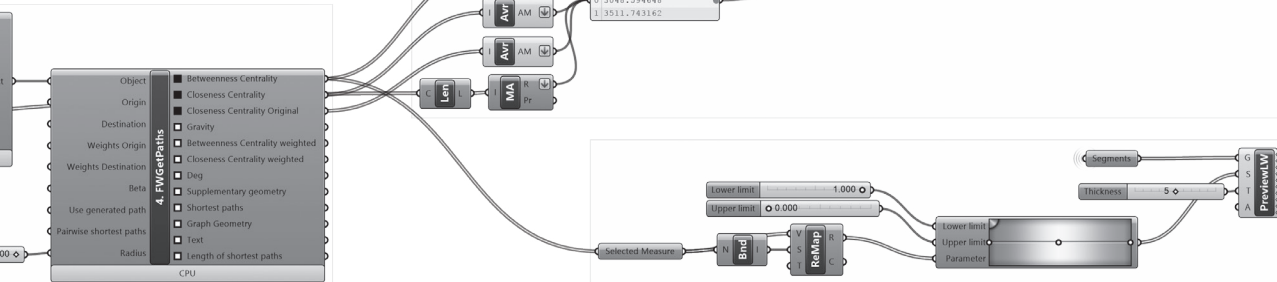 1 3511.743162
I Avr AM
I Avr AM
C Len L
I MA R
Pr
t
00
4. FWGetPaths
Object
Origin
Destination
Weights Origin
Weights Destination
Beta
Use generated path
Pairwise shortest paths
Radius
Betweenness Centrality
Closeness Centrality
Closeness Centrality Original
Gravity
Betweenness Centrality weighted
Closeness Centrality weighted
Deg
Supplementary geometry
Shortest paths
Graph Geometry
Text
Length of shortest paths
CPU
Segments
Thickness 5
G
S
T
A
PreviewLW
Lower limit 1.000
Upper limit 0.000
Selected Measure
N Bnd I
V
S
T
ReMap
R
C
Lower limit
Upper limit
Parameter